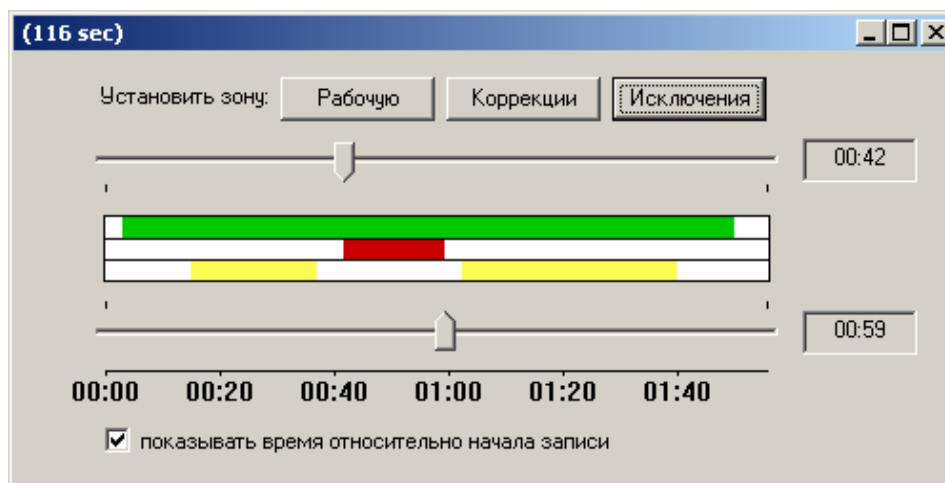 (116 sec)
Установить зону: Рабочую Коррекции Исключения
00:42
00:59
00:00 00:20 00:40 01:00 01:20 01:40
показывать время относительно начала записи